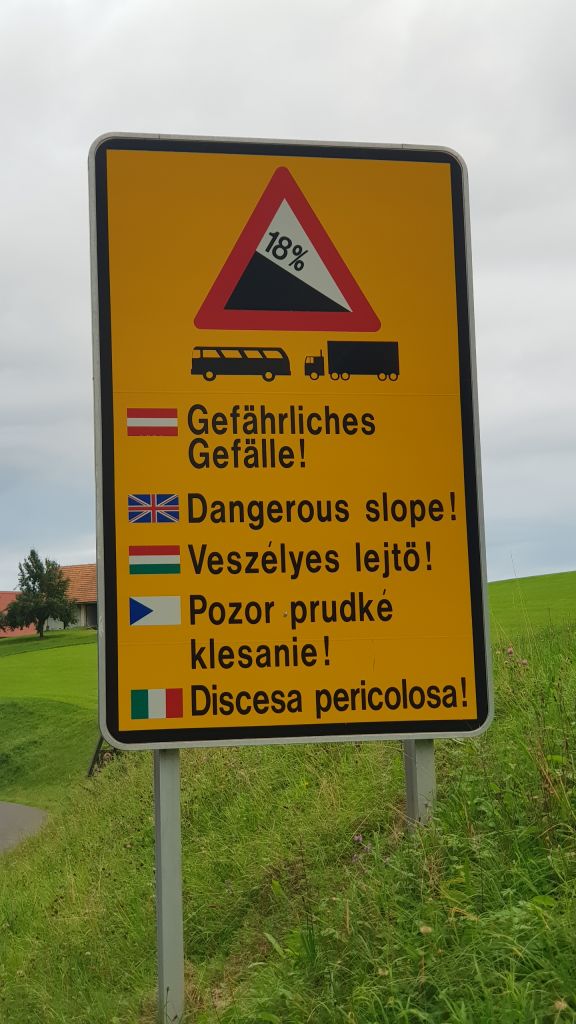 18%
Gefährliches
Gefälle!
Dangerous slope!
Veszélyes lejtö!
Pozor prudké
klesanie!
Discesa pericolosa!